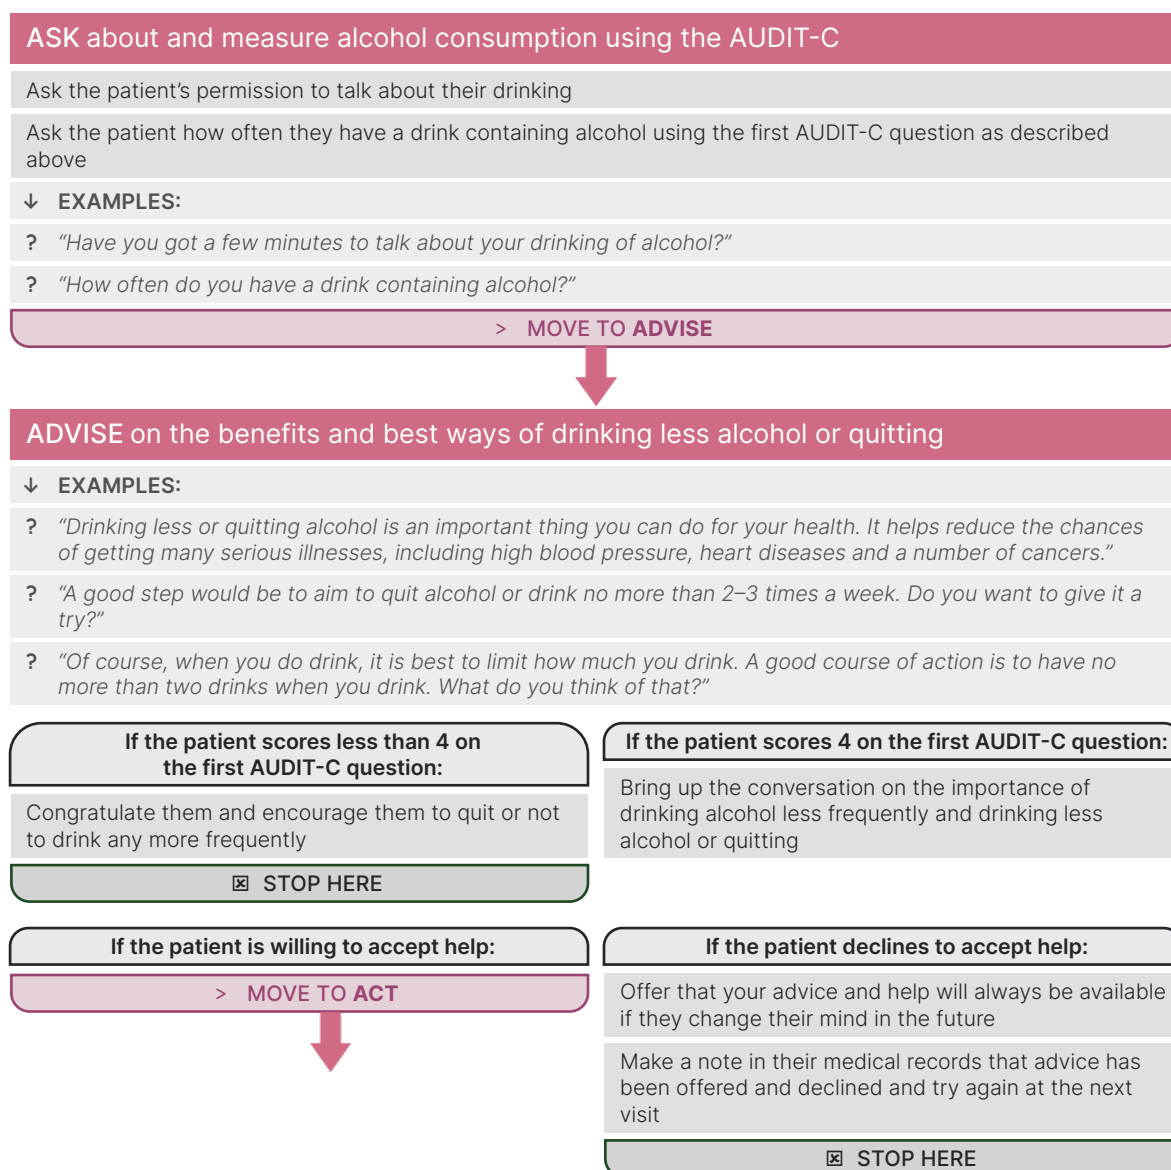 ASK about and measure alcohol consumption using the AUDIT-C
Ask the patient’s permission to talk about their drinking
Ask the patient how often they have a drink containing alcohol using the first AUDIT-C question as described
above
↓ EXAMPLES:
? “Have you got a few minutes to talk about your drinking of alcohol?”
? “How often do you have a drink containing alcohol?”
> MOVE TO ADVISE
ADVISE on the benefits and best ways of drinking less alcohol or quitting
↓ EXAMPLES:
? “Drinking less or quitting alcohol is an important thing you can do for your health. It helps reduce the chances
of getting many serious illnesses, including high blood pressure, heart diseases and a number of cancers.”
? “A good step would be to aim to quit alcohol or drink no more than 2–3 times a week. Do you want to give it a
try?”
? “Of course, when you do drink, it is best to limit how much you drink. A good course of action is to have no
more than two drinks when you drink. What do you think of that?”
If the patient scores less than 4 on
the first AUDIT-C question:
Congratulate them and encourage them to quit or not
to drink any more frequently
☒ STOP HERE
If the patient scores 4 on the first AUDIT-C question:
Bring up the conversation on the importance of
drinking alcohol less frequently and drinking less
alcohol or quitting
If the patient is willing to accept help:
> MOVE TO ACT
If the patient declines to accept help:
Offer that your advice and help will always be available
if they change their mind in the future
Make a note in their medical records that advice has
been offered and declined and try again at the next
visit
☒ STOP HERE